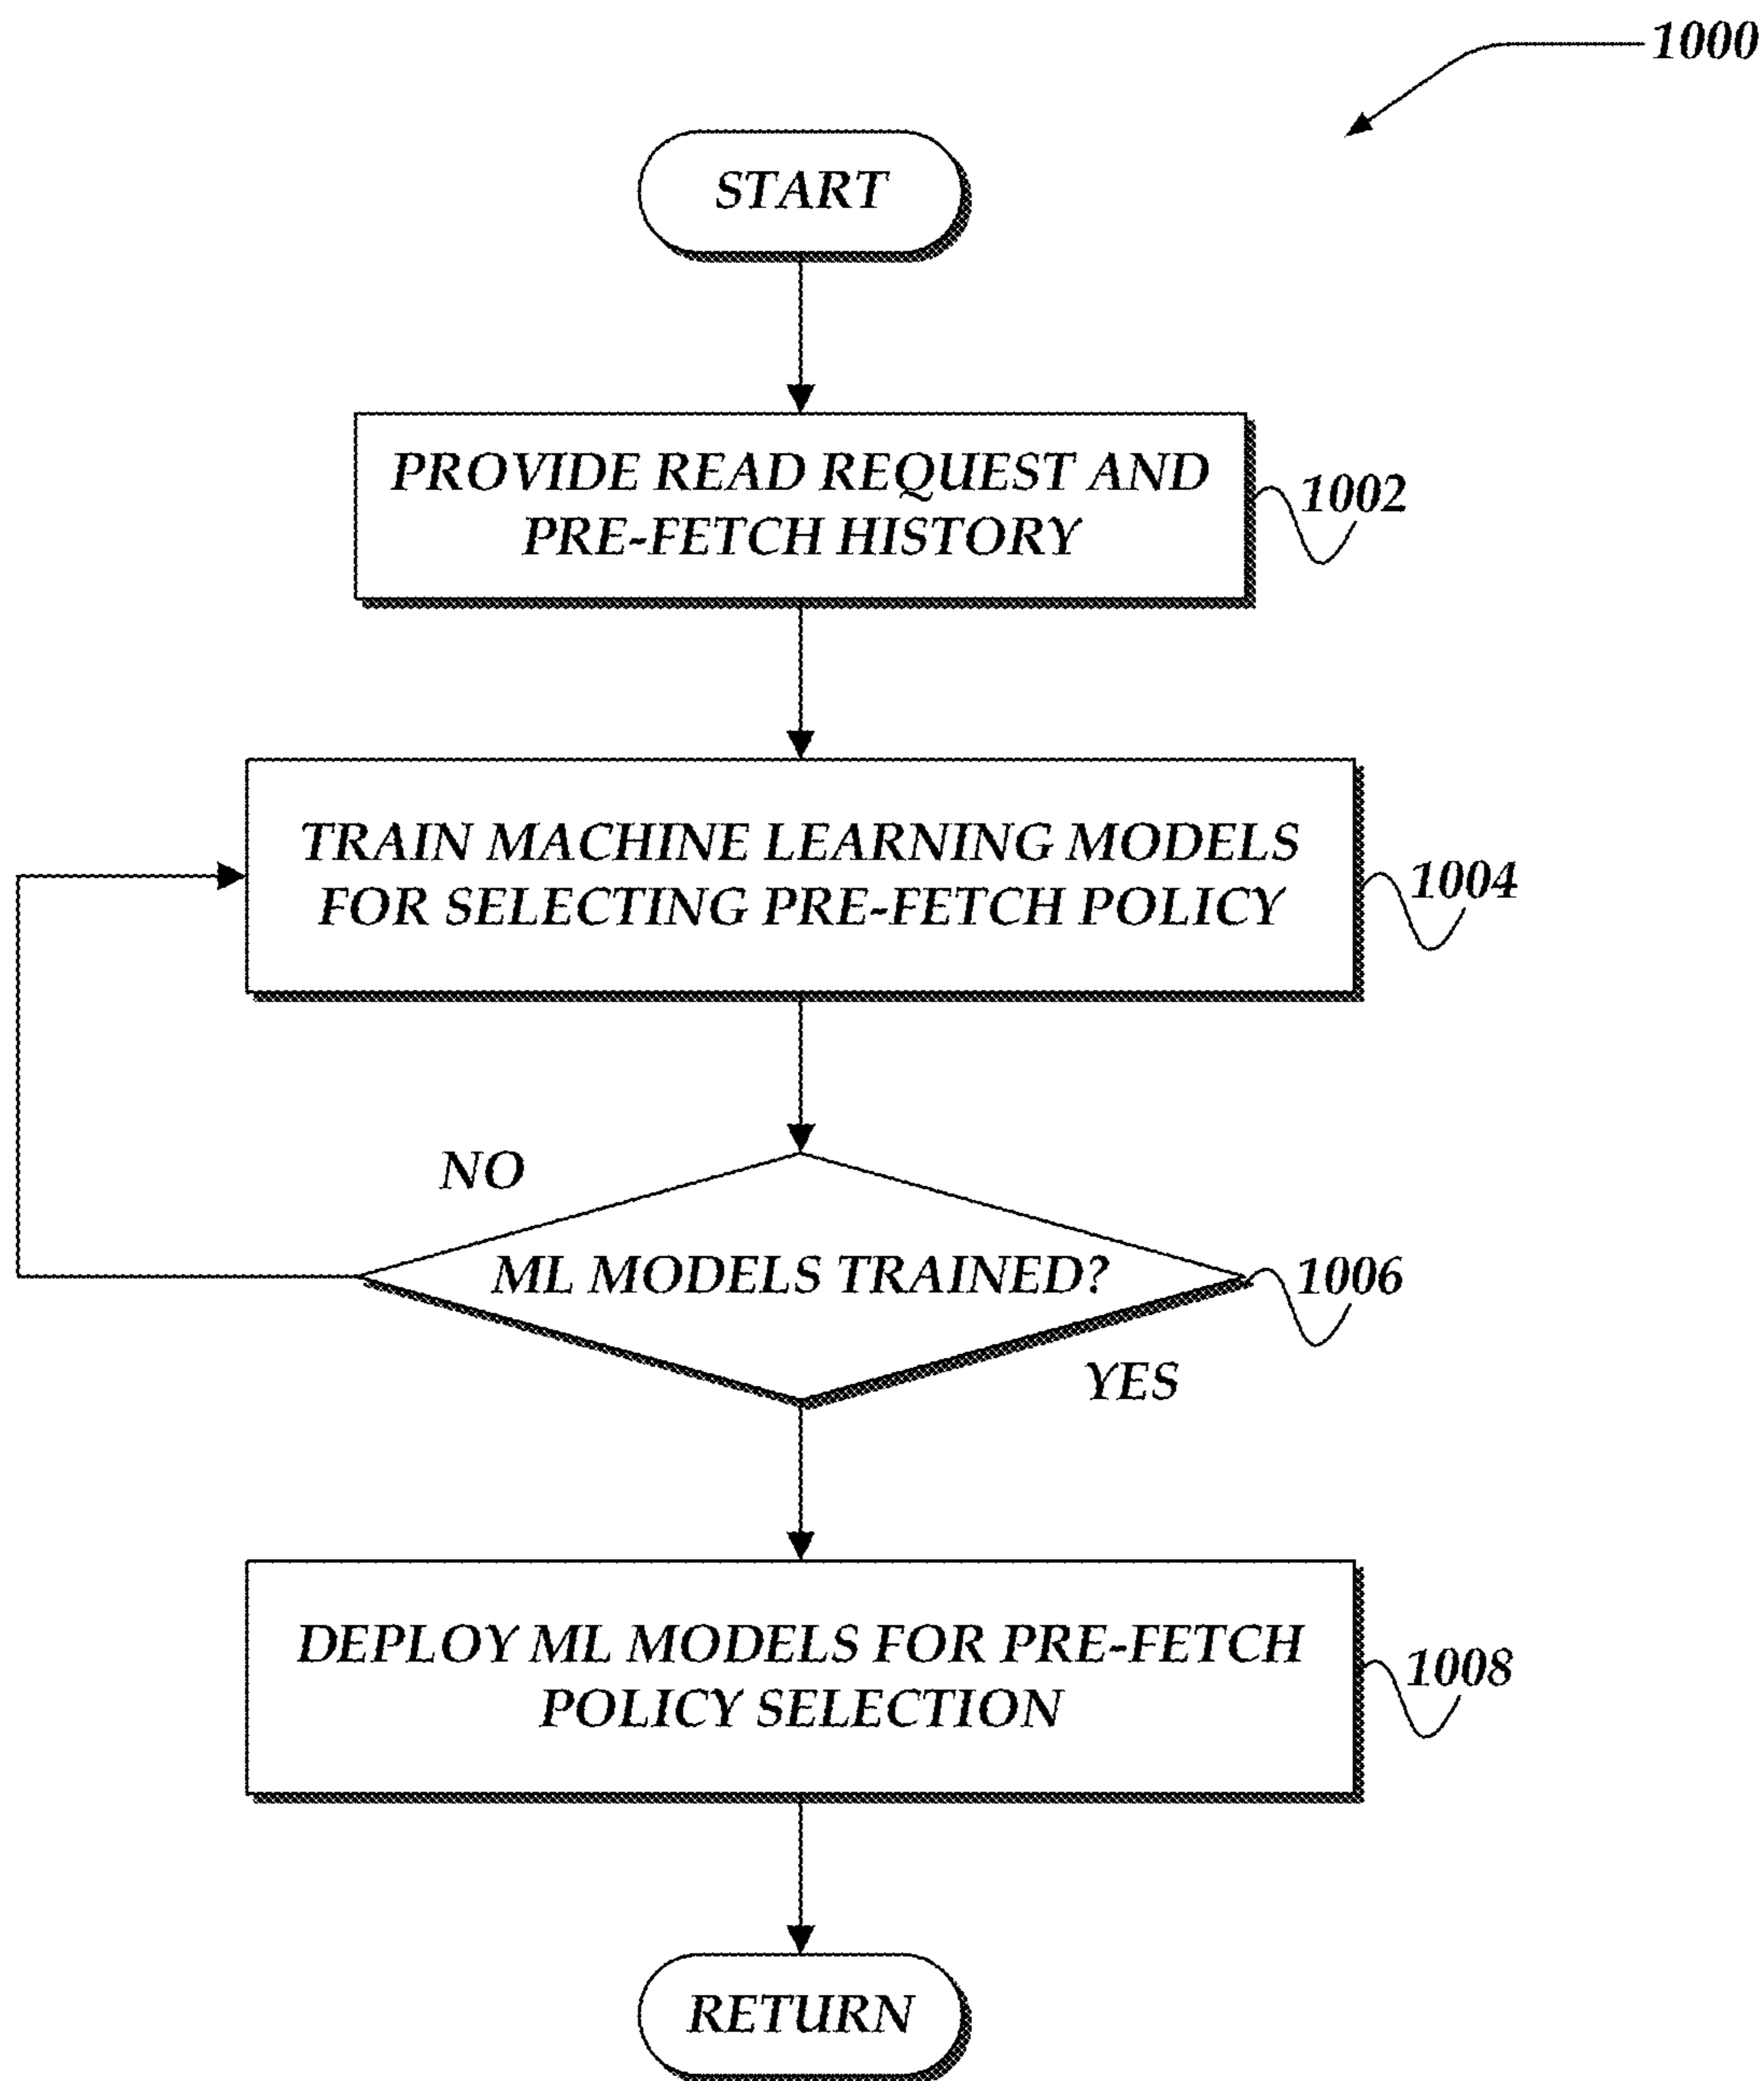 1000
START
PROVIDE READ REQUEST AND
PRE-FETCH HISTORY
1002
TRAIN MACHINE LEARNING MODELS
FOR SELECTING PRE-FETCH POLICY
1004
NO
ML MODELS TRAINED?
1006
YES
DEPLOY ML MODELS FOR PRE-FETCH
POLICY SELECTION
1008
RETURN